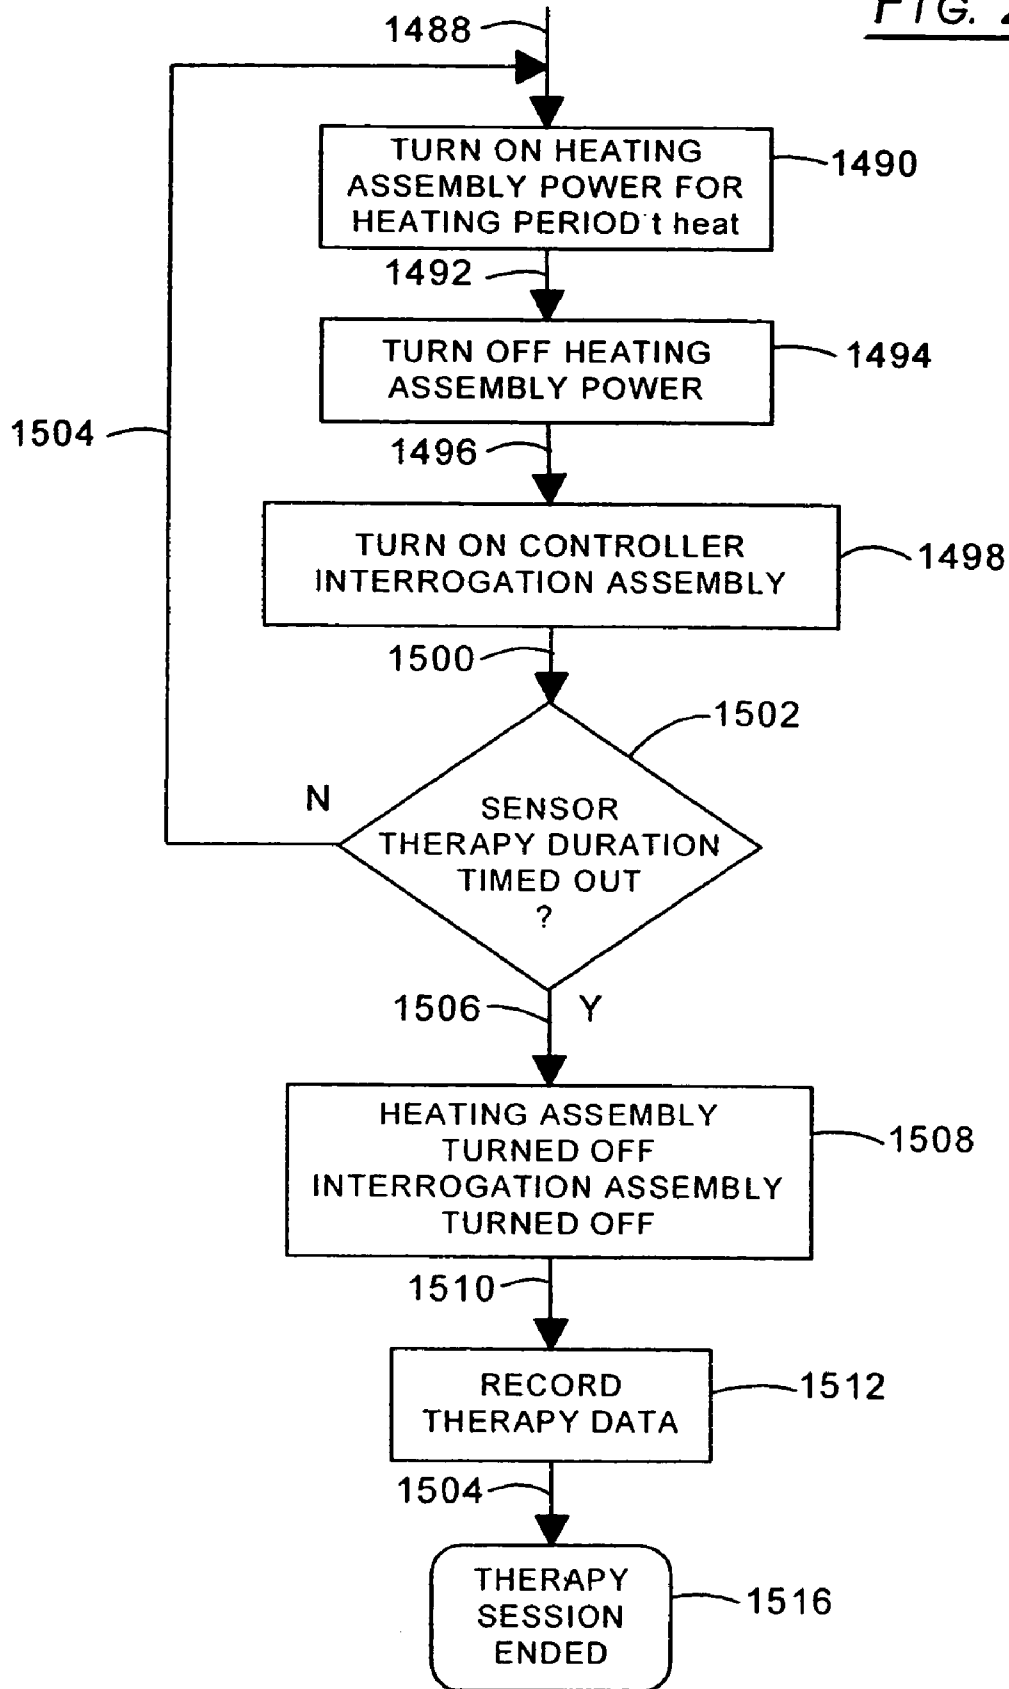 FIG. 2
1488
TURN ON HEATING
ASSEMBLY POWER FOR
HEATING PERIOD t heat
1490
1492
TURN OFF HEATING
ASSEMBLY POWER
1494
1504
1496
TURN ON CONTROLLER
INTERROGATION ASSEMBLY
1498
1500
1502
N
SENSOR
THERAPY DURATION
TIMED OUT
?
1506
Y
HEATING ASSEMBLY
TURNED OFF
INTERROGATION ASSEMBLY
TURNED OFF
1508
1510
RECORD
THERAPY DATA
1512
1504
THERAPY
SESSION
ENDED
1516